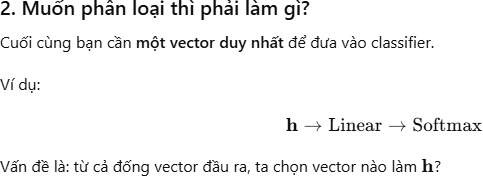 2. Muốn phân loại thì phải làm gì?
Cuối cùng bạn cần một vector duy nhất để đưa vào classifier.
Ví dụ:
h → Linear → Softmax
Vấn đề là: từ cả đống vector đầu ra, ta chọn vector nào làm h?